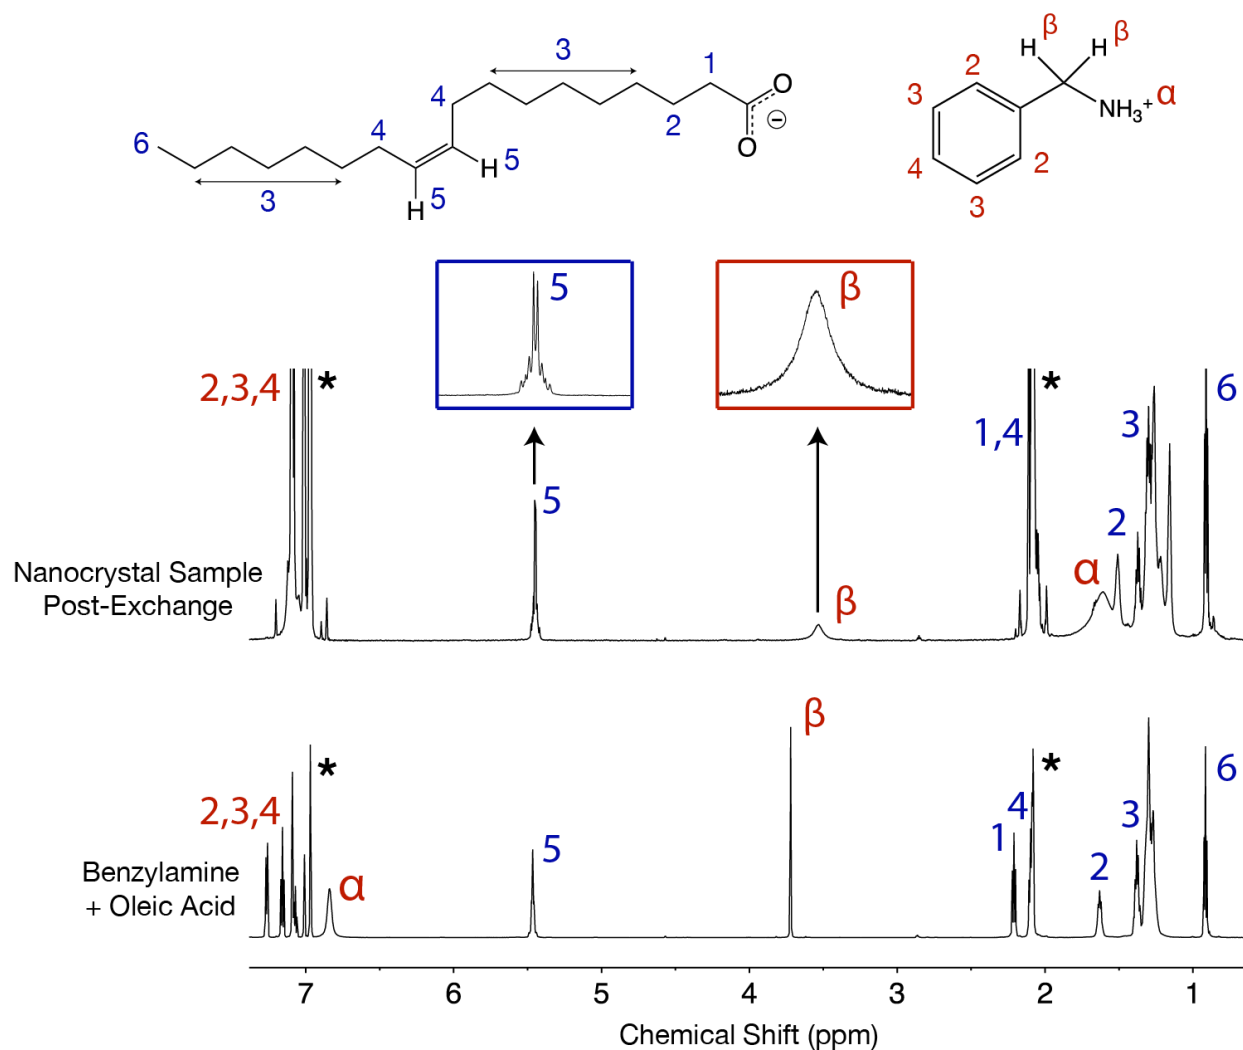 3
1
O
4
2
O
⊖
6
4
H
5
3
5
H
β
H
H
β
2
3
NH3+ α
4
2
3
5
β
2,3,4
*
5
β
1,4
*
α
2
3
6
Nanocrystal Sample
Post-Exchange
2,3,4
*
α
5
β
1
4
*
2
3
6
Benzylamine
+ Oleic Acid
7 6 5 4 3 2 1
Chemical Shift (ppm)